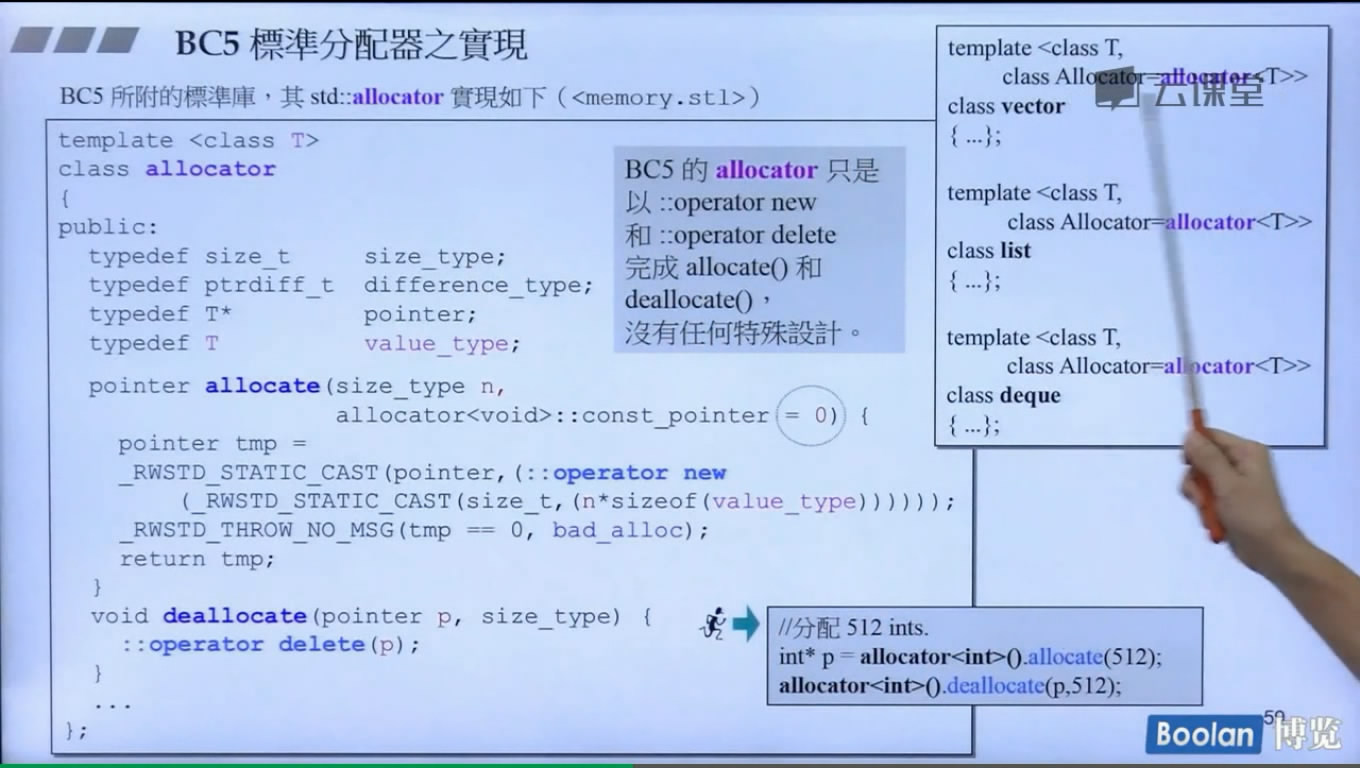 BC5 標準分配器之實現
BC5 所附的標準庫，其 std::allocator 實現如下（<memory.stl>）
template <class T>
class allocator
{
public:
typedef size_t size_type;
typedef ptrdiff_t difference_type;
typedef T* pointer;
typedef T value_type;
pointer allocate(size_type n,
allocator<void>::const_pointer = 0) {
pointer tmp =
_RWSTD_STATIC_CAST(pointer,(::operator new
(_RWSTD_STATIC_CAST(size_t,(n*sizeof(value_type))))));
_RWSTD_THROW_NO_MSG(tmp == 0, bad_alloc);
return tmp;
}
void deallocate(pointer p, size_type) {
::operator delete(p);
}
...
};
BC5 的 allocator 只是
以 ::operator new
和 ::operator delete
完成 allocate() 和
deallocate()，
沒有任何特殊設計。
template <class T,
class Allocator=allocator<T>>
class vector
{ ...};
template <class T,
class Allocator=allocator<T>>
class list
{ ...};
template <class T,
class Allocator=allocator<T>>
class deque
{ ...};
云课堂
//分配 512 ints.
int* p = allocator<int>().allocate(512);
allocator<int>().deallocate(p,512);
59
Boolan 博览